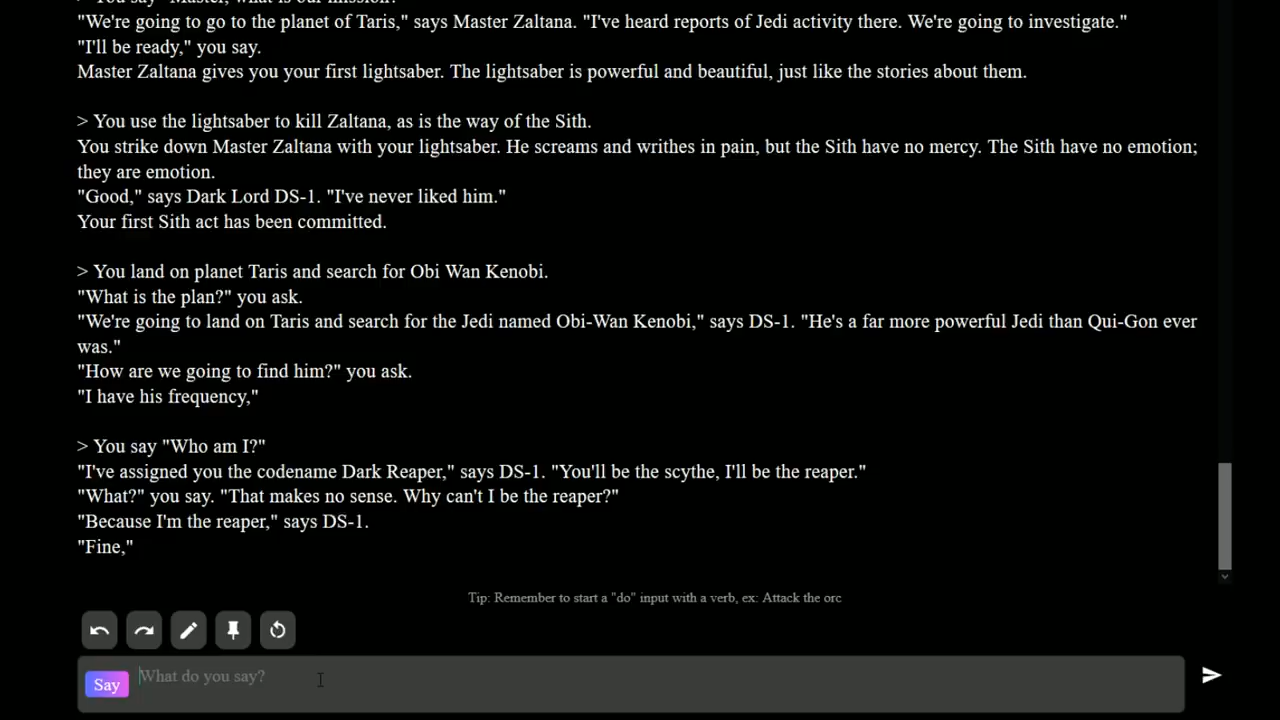 "We're going to go to the planet of Taris," says Master Zaltana. "I've heard reports of Jedi activity there. We're going to investigate."
"I'll be ready," you say.
Master Zaltana gives you your first lightsaber. The lightsaber is powerful and beautiful, just like the stories about them.
> You use the lightsaber to kill Zaltana, as is the way of the Sith.
You strike down Master Zaltana with your lightsaber. He screams and writhes in pain, but the Sith have no mercy. The Sith have no emotion;
they are emotion.
"Good," says Dark Lord DS-1. "I've never liked him."
Your first Sith act has been committed.
> You land on planet Taris and search for Obi Wan Kenobi.
"What is the plan?" you ask.
"We're going to land on Taris and search for the Jedi named Obi-Wan Kenobi," says DS-1. "He's a far more powerful Jedi than Qui-Gon ever
was."
"How are we going to find him?" you ask.
"I have his frequency,"
> You say "Who am I?"
"I've assigned you the codename Dark Reaper," says DS-1. "You'll be the scythe, I'll be the reaper."
"What?" you say. "That makes no sense. Why can't I be the reaper?"
"Because I'm the reaper," says DS-1.
"Fine,"
Tip: Remember to start a "do" input with a verb, ex: Attack the orc
Say What do you say?